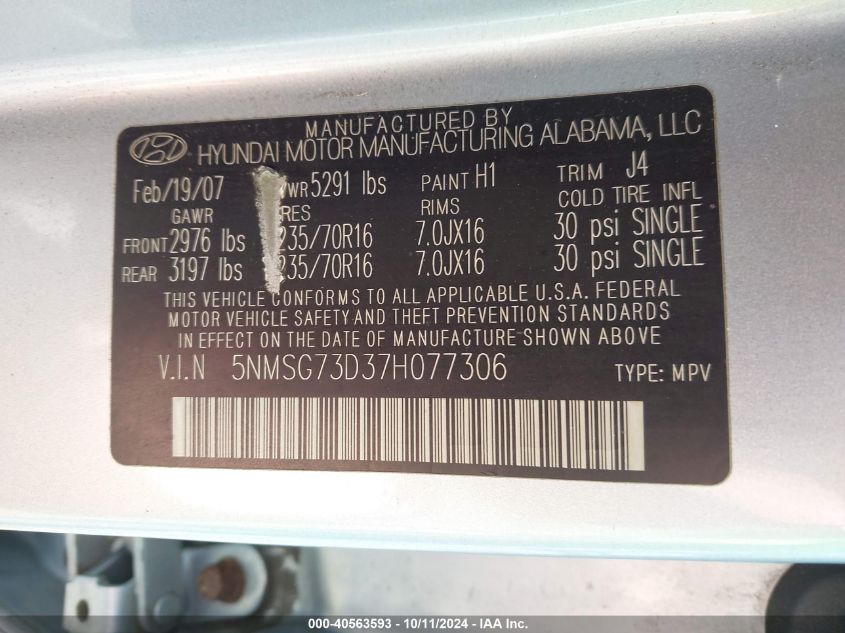 MANUFACTURED BY
HYUNDAI MOTOR MANUFACTURING ALABAMA, LLC
Feb/19/07 VWR 5291 lbs PAINT H1 TRIM J4
GAWR RES RIMS COLD TIRE INFL
FRONT 2976 lbs 235/70R16 7.0JX16 30 psi SINGLE
REAR 3197 lbs 235/70R16 7.0JX16 30 psi SINGLE
THIS VEHICLE CONFORMS TO ALL APPLICABLE U.S.A. FEDERAL
MOTOR VEHICLE SAFETY AND THEFT PREVENTION STANDARDS
IN EFFECT ON THE DATE OF MANUFACTURE SHOWN ABOVE
V.I.N 5NMSG73D37H077306 TYPE: MPV
000-40563593 - 10/11/2024 - IAA Inc.